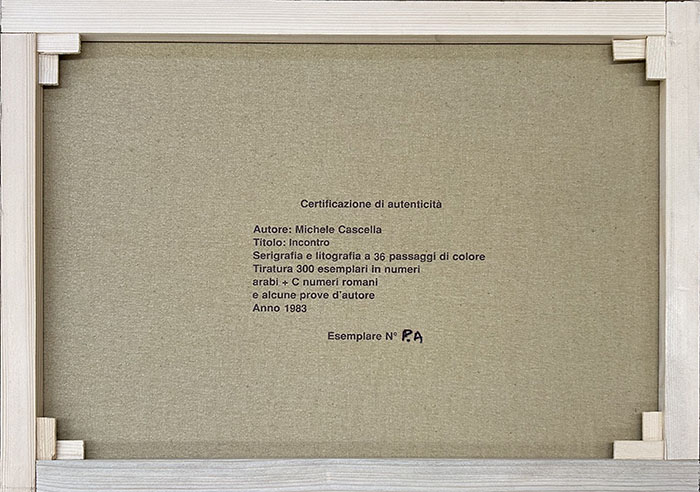 Certificazione di autenticità
Autore: Michele Cascella
Titolo: Incontro
Serigrafia e litografia a 36 passaggi di colore
Tiratura 300 esemplari in numeri
arabi + C numeri romani
e alcune prove d'autore
Anno 1983
Esemplare N° P.A